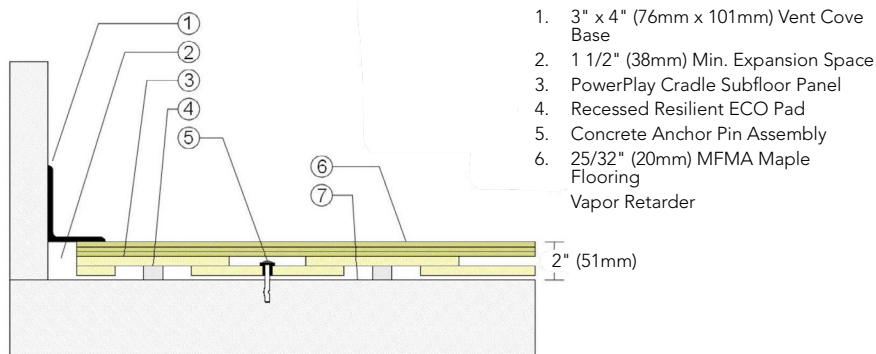 1
2
3
4
5
6
7
1. 3" x 4" (76mm x 101mm) Vent Cove
Base
2. 1 1/2" (38mm) Min. Expansion Space
3. PowerPlay Cradle Subfloor Panel
4. Recessed Resilient ECO Pad
5. Concrete Anchor Pin Assembly
6. 25/32" (20mm) MFMA Maple
Flooring
Vapor Retarder
2" (51mm)